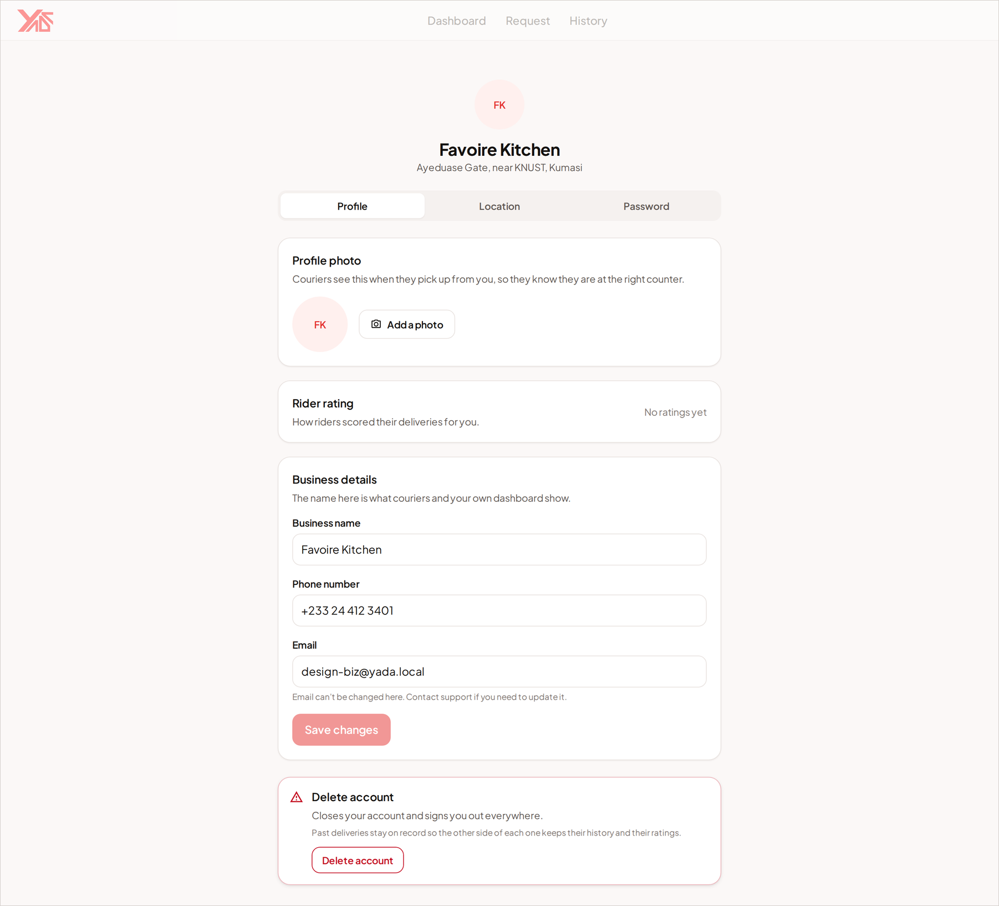 YADA
Dashboard Request History
FK
Favoire Kitchen
Ayeduase Gate, near KNUST, Kumasi
Profile Location Password
Profile photo
Couriers see this when they pick up from you, so they know they are at the right counter.
FK
Add a photo
Rider rating
How riders scored their deliveries for you.
No ratings yet
Business details
The name here is what couriers and your own dashboard show.
Business name
Favoire Kitchen
Phone number
+233 24 412 3401
Email
design-biz@yada.local
Email can't be changed here. Contact support if you need to update it.
Save changes
Delete account
Closes your account and signs you out everywhere.
Past deliveries stay on record so the other side of each one keeps their history and their ratings.
Delete account